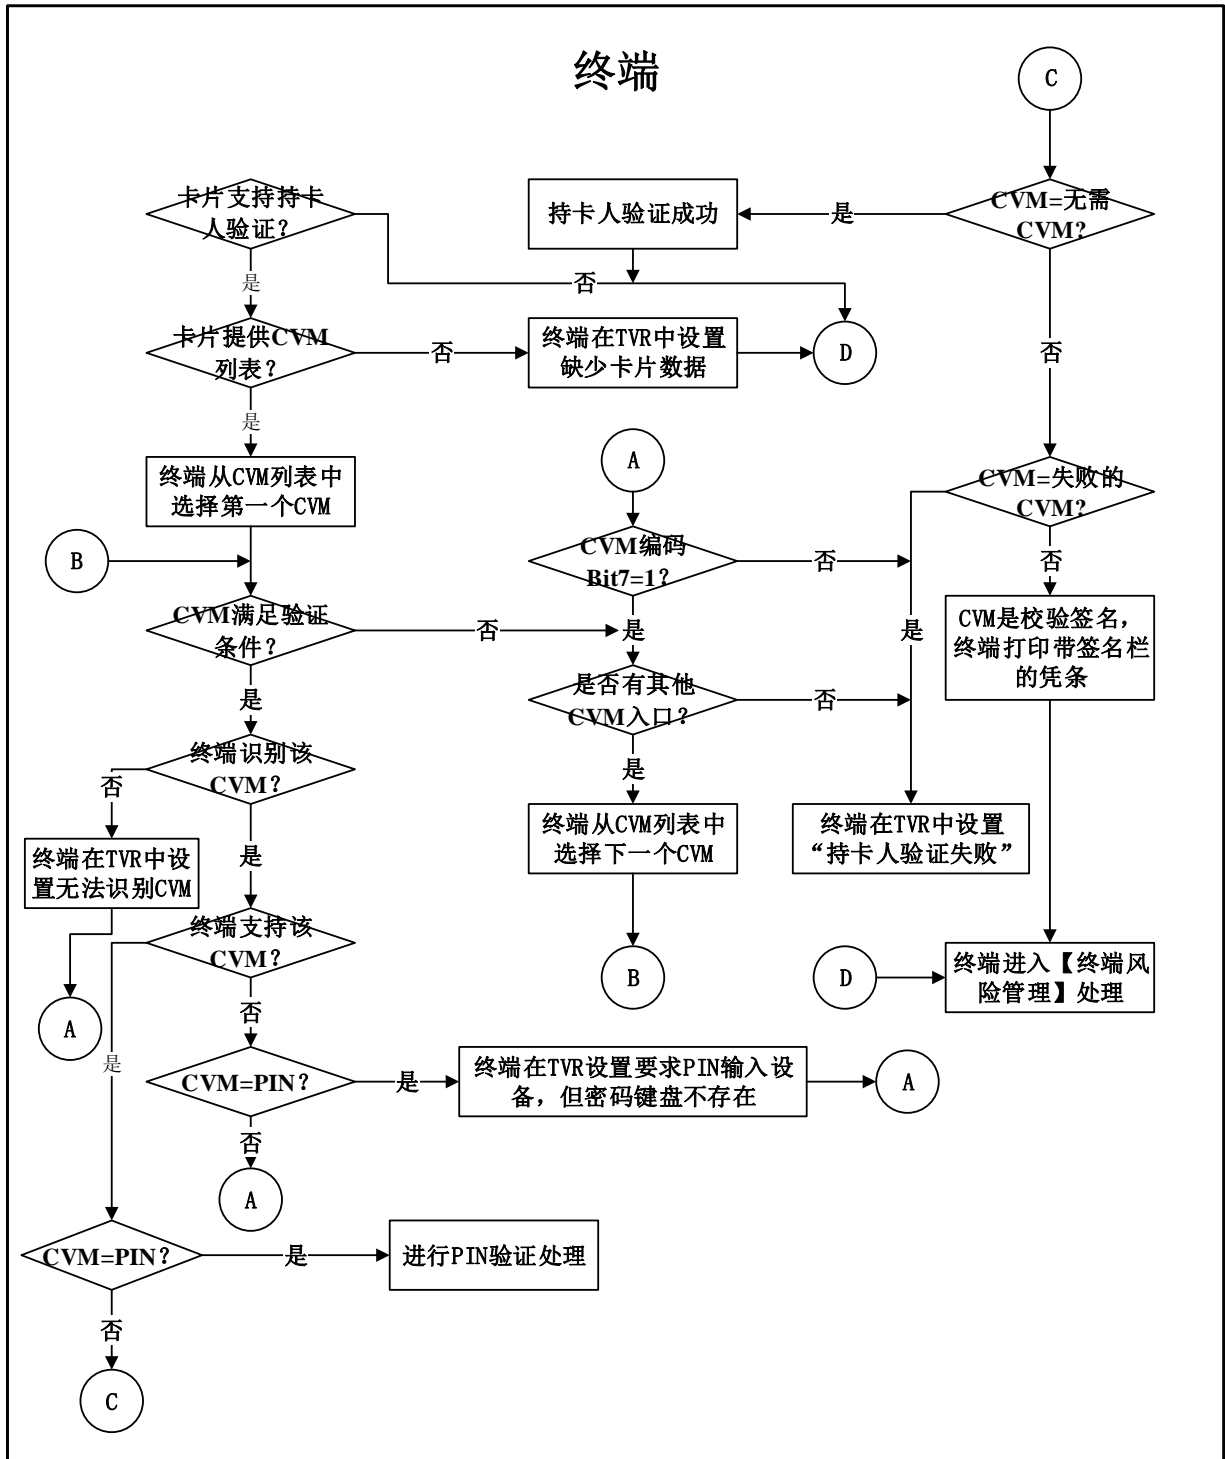 终端
C
卡片支持持卡
人验证？
持卡人验证成功
是
CVM=无需
CVM?
是
否
卡片提供CVM
列表？
否
终端在TVR中设置
缺少卡片数据
D
否
是
终端从CVM列表中
选择第一个CVM
A
CVM=失败的
CVM?
B
CVM编码
Bit7=1？
否
否
CVM满足验证
条件？
否
是
是
CVM是校验签名，
终端打印带签名栏
的凭条
是
是否有其他
CVM入口？
否
终端识别该
CVM？
否
是
终端在TVR中设
置无法识别CVM
是
终端从CVM列表中
选择下一个CVM
终端在TVR中设置
“持卡人验证失败”
终端支持该
CVM？
A
B
D
终端进入【终端风
险管理】处理
否
是
CVM=PIN？
是
终端在TVR设置要求PIN输入设
备，但密码键盘不存在
A
否
A
CVM=PIN？
是
进行PIN验证处理
否
C